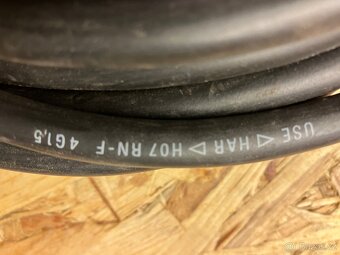 USE ◁ HAR ▷ H07 RN-F 4G1,5